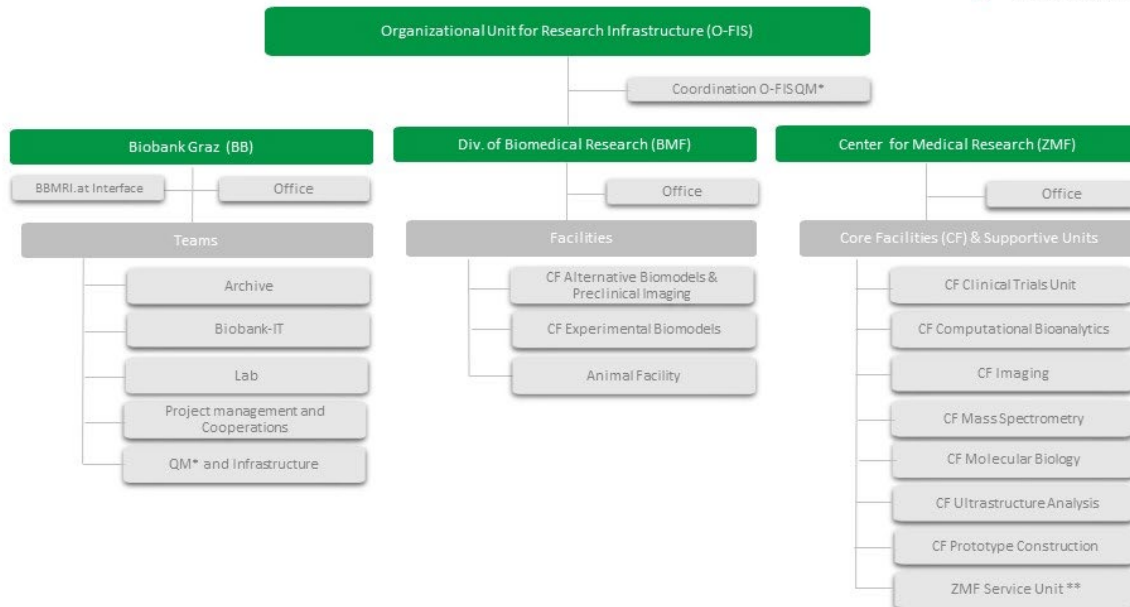 Organizational Unit for Research Infrastructure (O-FIS)
Coordination O-FISQM*
Biobank Graz (BB)
Div. of Biomedical Research (BMF)
Center for Medical Research (ZMF)
BBMRI.at Interface
Office
Office
Office
Teams
Facilities
Core Facilities (CF) & Supportive Units
Archive
Biobank-IT
Lab
Project management and
Cooperations
QM* and Infrastructure
CF Alternative Biomodels &
Preclinical Imaging
CF Experimental Biomodels
Animal Facility
CF Clinical Trials Unit
CF Computational Bioanalytics
CF Imaging
CF Mass Spectrometry
CF Molecular Biology
CF Ultrastructure Analysis
CF Prototype Construction
ZMF Service Unit **